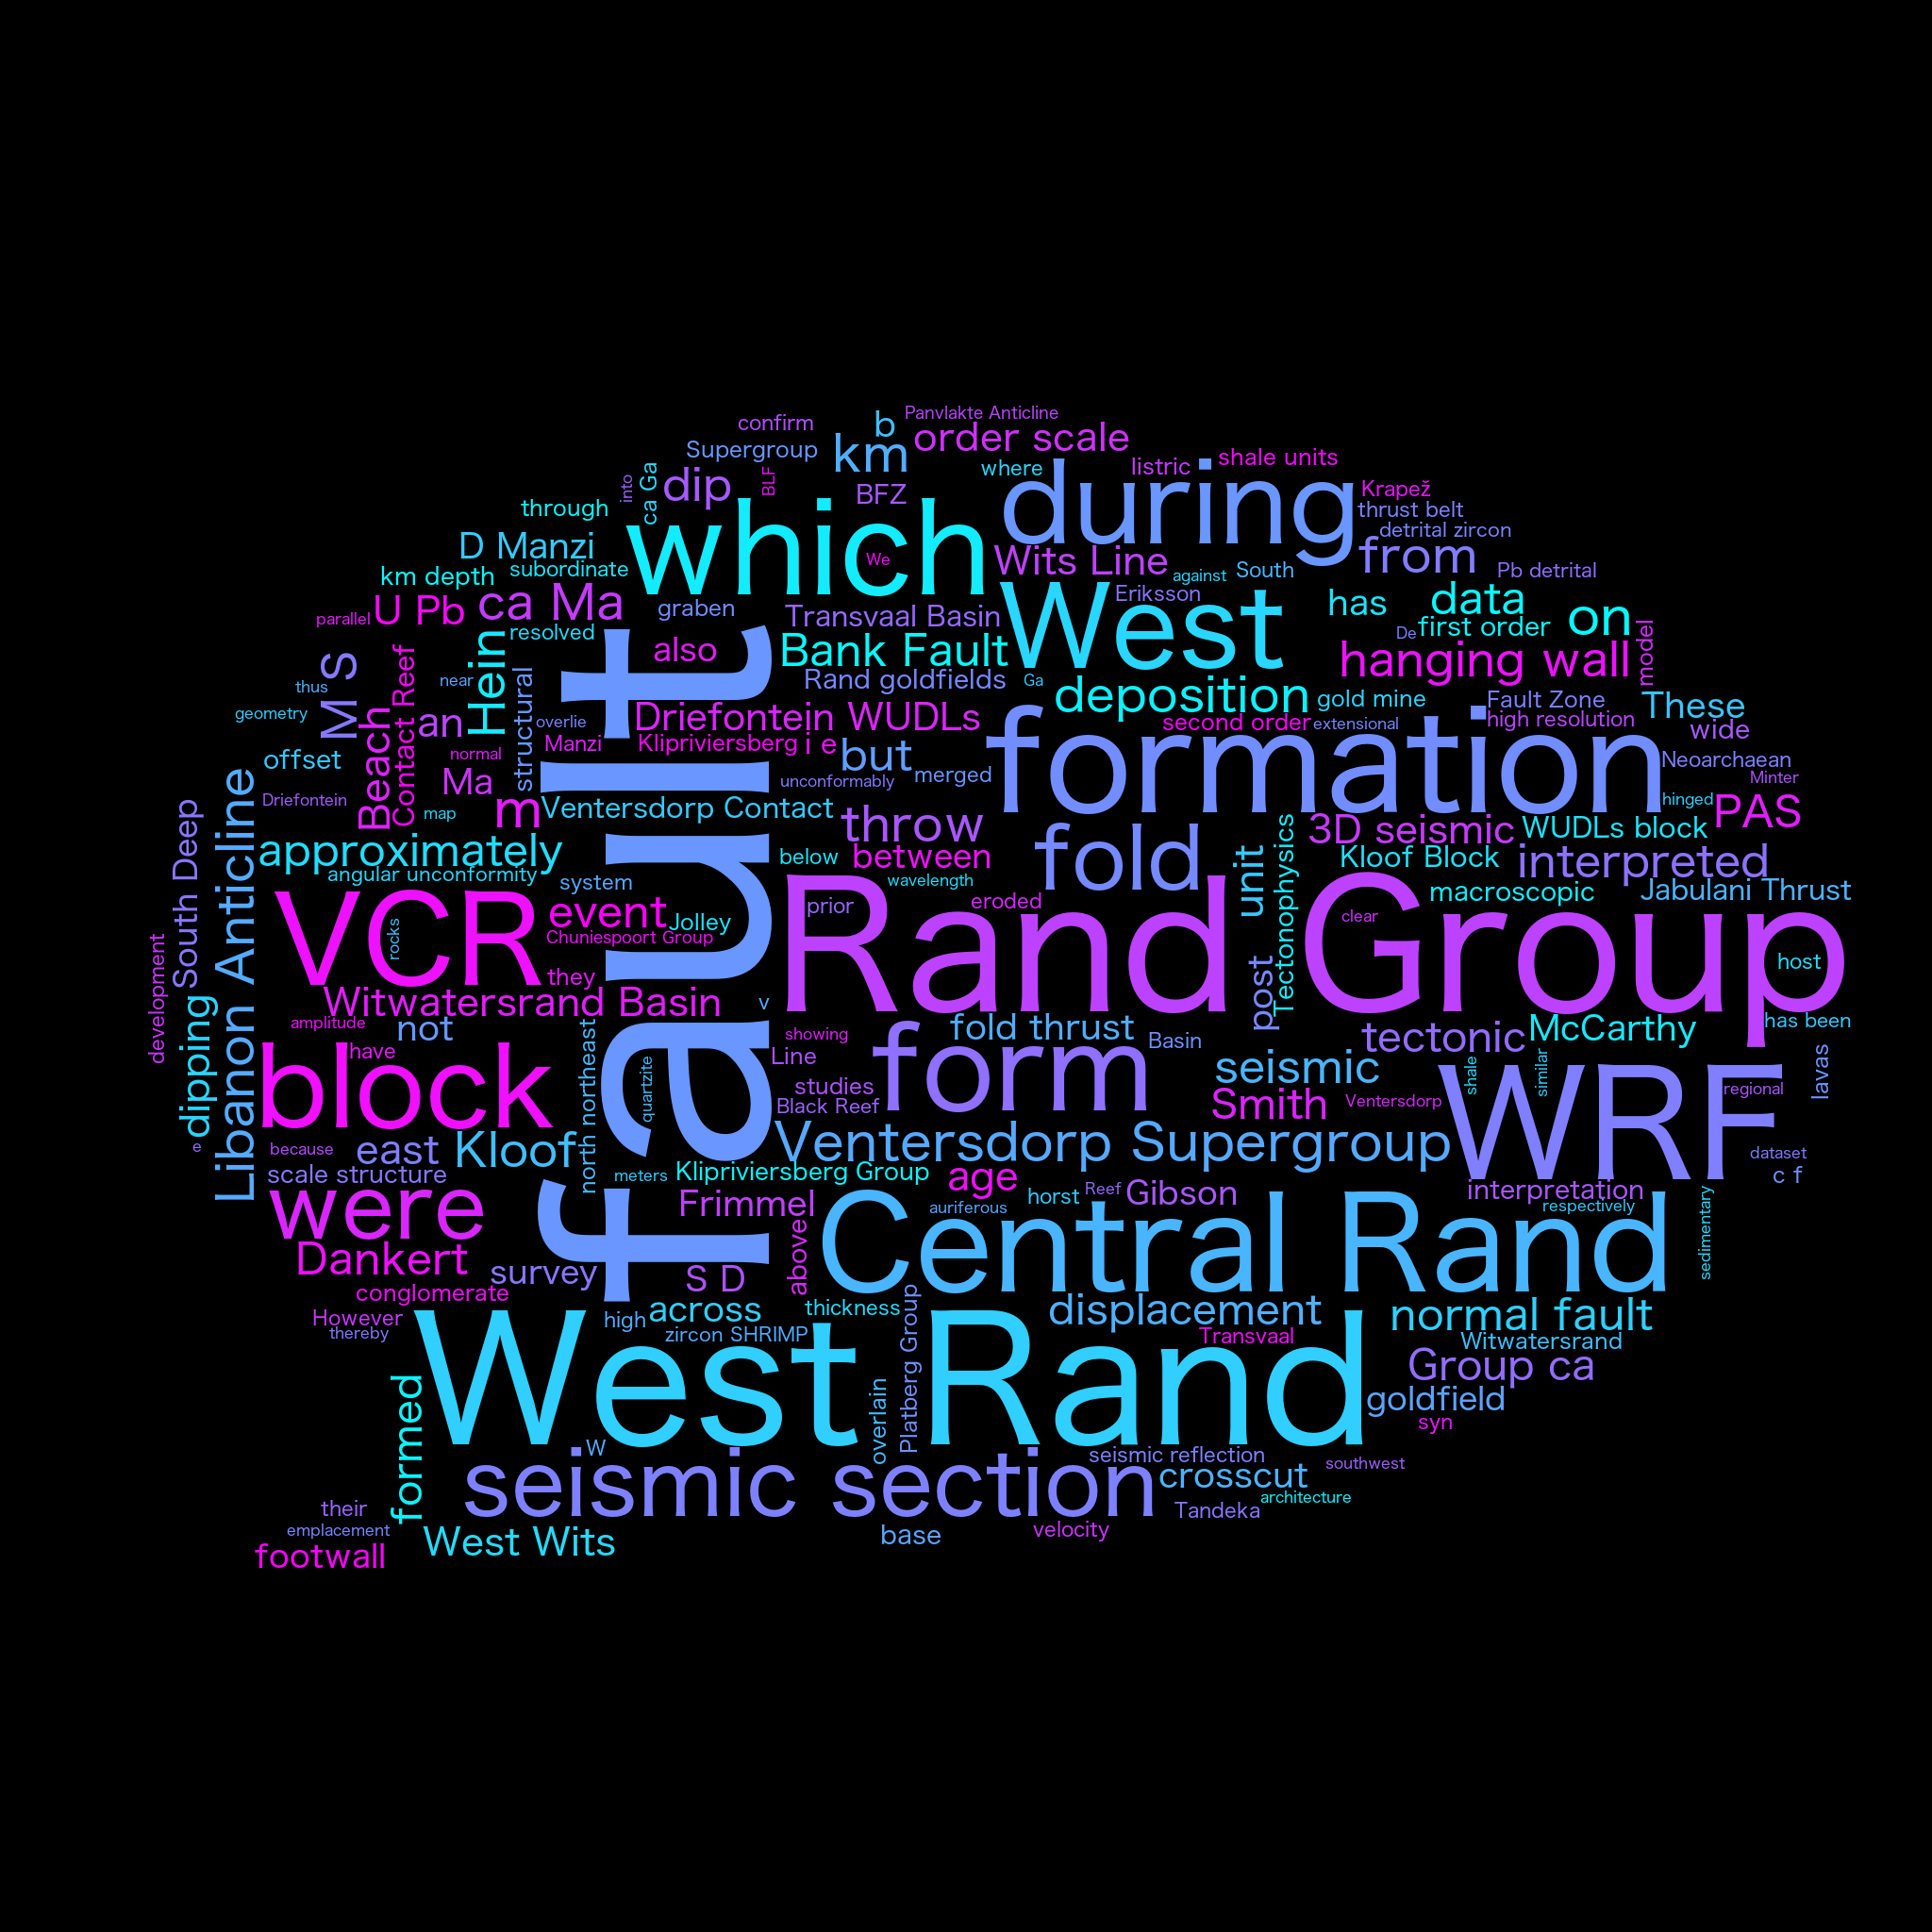 Panvlakte Anticline
confirm
b
order scale
Supergroup
km
where
listric
shale units
into
ca Ga
dip
BLF
BFZ
during
Krapež
through
which
thrust belt
detrital zircon
D Manzi
We
Wits Line
from
km depth
subordinate
against
South
Pb detrital
parallel
U Pb
ca Ma
graben
Transvaal Basin
West
Eriksson
has
data
on
Hein
resolved
also
Bank Fault
De
first order
hanging wall
model
M S
near
structural
Rand goldfields
Ga
thus
Contact Reef
deposition
gold mine
Fault Zone
These
geometry
Beach
an
overlie
Driefontein WUDLs
second order
extensional
high resolution
wide
offset
normal
Manzi
Klipriviersberg
i e
but
formation
Neoarchaean
Libanon Anticline
Ma
unconformably
merged
Minter
Driefontein
map
m
Ventersdorp Contact
throw
hinged
PAS
South Deep
approximately
fault
below
between
fold
Tectonophysics
3D seismic
WUDLs block
Kloof Block
interpreted
angular unconformity
system
wavelength
unit
macroscopic
Jabulani Thrust
VCR
event
Jolley
prior
eroded
Rand Group
clear
rocks
Chuniespoort Group
development
they
host
dipping
Witwatersrand Basin
v
post
amplitude
not
north northeast
showing
fold thrust
Basin
tectonic
McCarthy
has been
block
have
quartzite
Line
form
seismic
shale
similar
WRF
lavas
studies
Black Reef
Smith
Ventersdorp
regional
e
because
east
Kloof
Ventersdorp Supergroup
dataset
scale structure
meters
Klipriviersberg Group
age
Reef
Gibson
interpretation
c f
were
Frimmel
horst
auriferous
Central Rand
respectively
sedimentary
Dankert
survey
S D
above
conglomerate
across
thickness
Platberg Group
displacement
normal fault
However
thereby
high
zircon SHRIMP
Transvaal
Witwatersrand
West Rand
Group ca
formed
overlain
goldfield
syn
W
seismic section
seismic reflection
crosscut
southwest
their
Tandeka
architecture
emplacement
West Wits
base
velocity
footwall